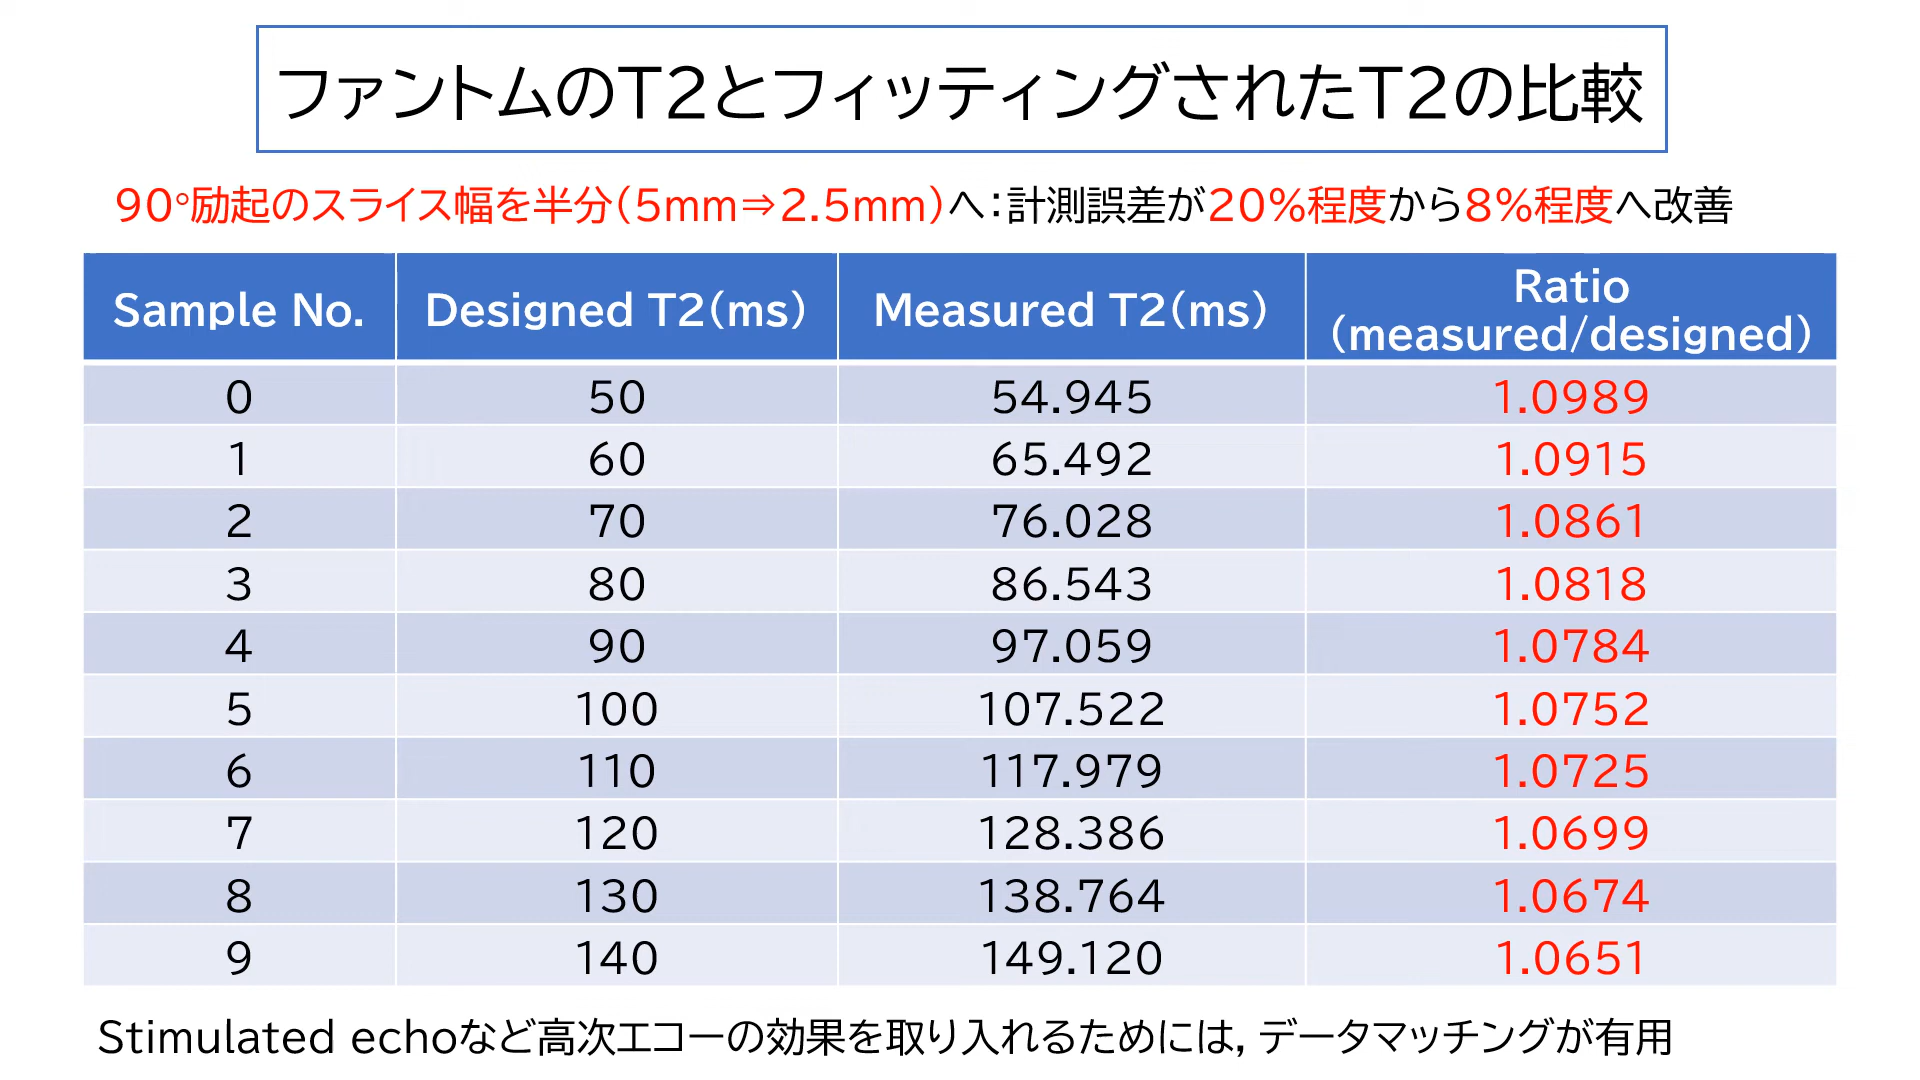 ファントムのT2とフィッティングされたT2の比較
90°励起のスライス幅を半分(5mm⇒2.5mm)へ:計測誤差が20%程度から8%程度へ改善
Sample No. Designed T2(ms) Measured T2(ms) Ratio (measured/designed)
0 50 54.945 1.0989
1 60 65.492 1.0915
2 70 76.028 1.0861
3 80 86.543 1.0818
4 90 97.059 1.0784
5 100 107.522 1.0752
6 110 117.979 1.0725
7 120 128.386 1.0699
8 130 138.764 1.0674
9 140 149.120 1.0651
Stimulated echoなど高次エコーの効果を取り入れるためには, データマッチングが有用